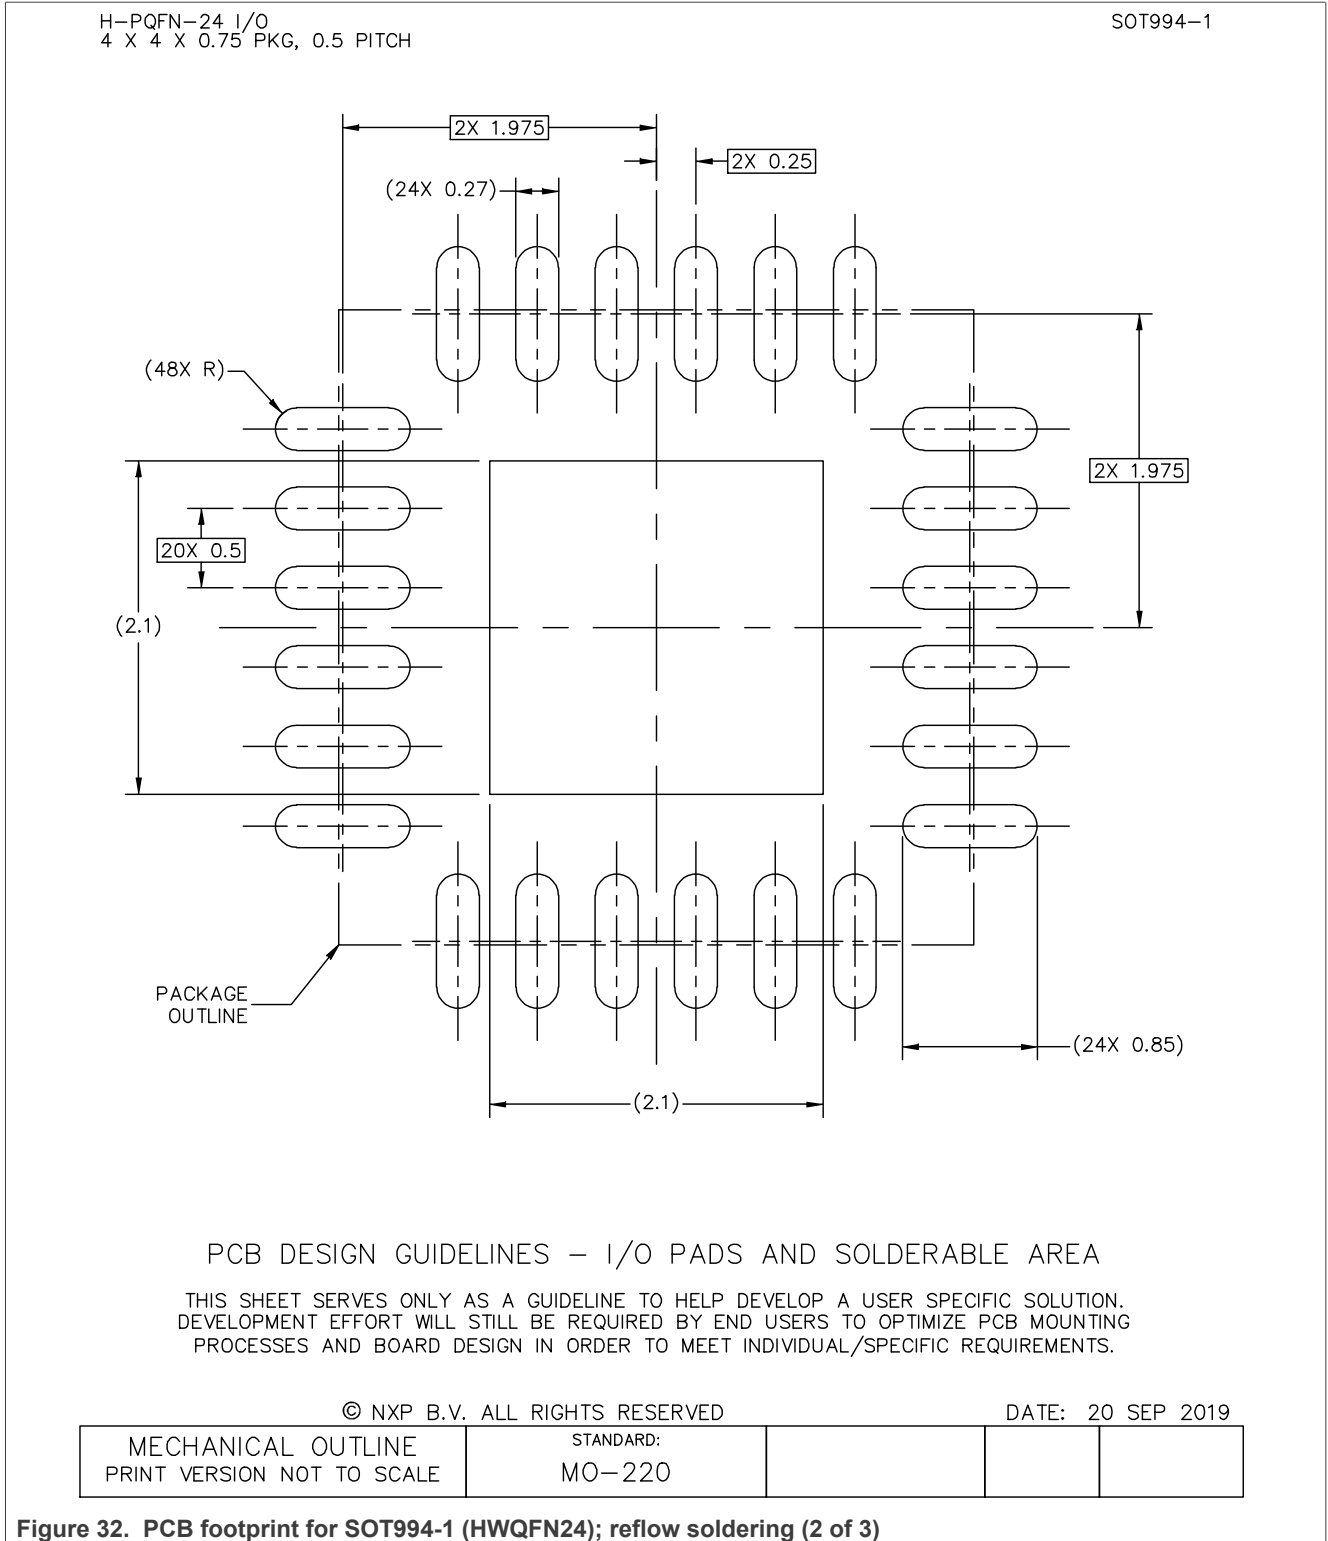 H-PQFN-24 I/O
4 X 4 X 0.75 PKG, 0.5 PITCH
SOT994-1
2X 1.975
2X 0.25
(24X 0.27)
(48X R)
2X 1.975
20X 0.5
(2.1)
PACKAGE
OUTLINE
(24X 0.85)
(2.1)
PCB DESIGN GUIDELINES - I/O PADS AND SOLDERABLE AREA
THIS SHEET SERVES ONLY AS A GUIDELINE TO HELP DEVELOP A USER SPECIFIC SOLUTION.
DEVELOPMENT EFFORT WILL STILL BE REQUIRED BY END USERS TO OPTIMIZE PCB MOUNTING
PROCESSES AND BOARD DESIGN IN ORDER TO MEET INDIVIDUAL/SPECIFIC REQUIREMENTS.
© NXP B.V. ALL RIGHTS RESERVED
DATE: 20 SEP 2019
MECHANICAL OUTLINE
PRINT VERSION NOT TO SCALE
STANDARD:
MO-220
Figure 32. PCB footprint for SOT994-1 (HWQFN24); reflow soldering (2 of 3)